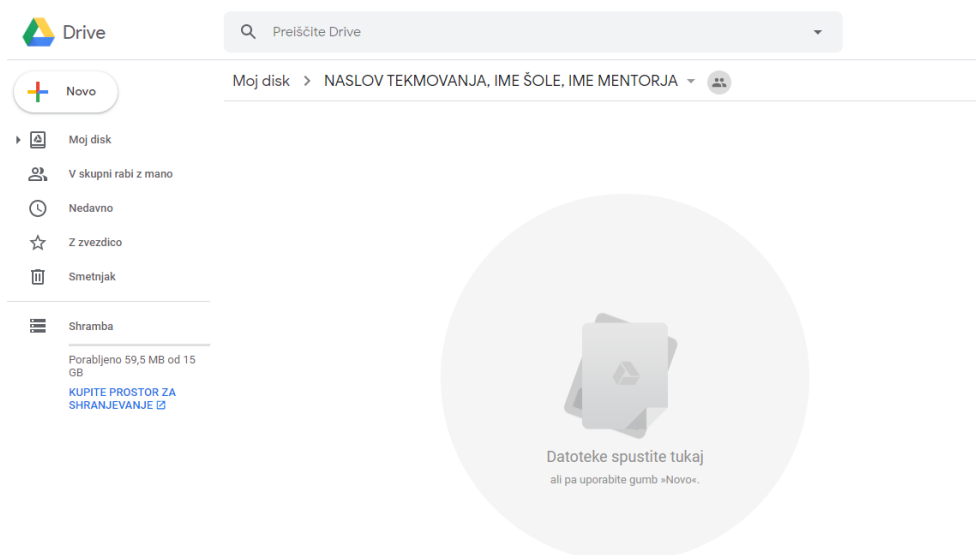 Drive
Preiščite Drive
Moj disk > NASLOV TEKMOVANJA, IME ŠOLE, IME MENTORJA
Novo
Moj disk
V skupni rabi z mano
Nedavno
Z zvezdico
Smetnjak
Shramba
Porabljeno 59,5 MB od 15
GB
KUPITE PROSTOR ZA
SHRANJEVANJE
Datoteke spustite tukaj
ali pa uporabite gumb »Novo«.